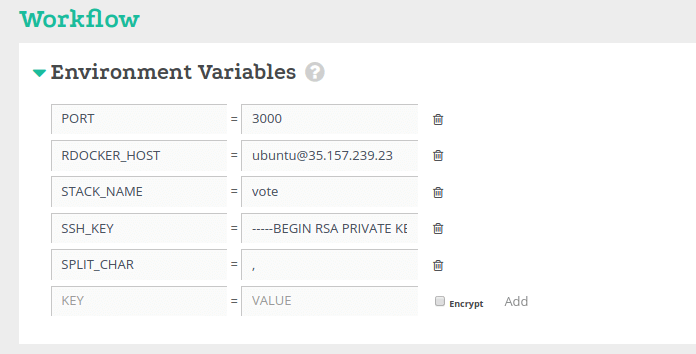 Workflow
Environment Variables ?
PORT = 3000
RDOCKER_HOST = ubuntu@35.157.239.23
STACK_NAME = vote
SSH_KEY = -----BEGIN RSA PRIVATE KE
SPLIT_CHAR = ,
KEY = VALUE Encrypt Add